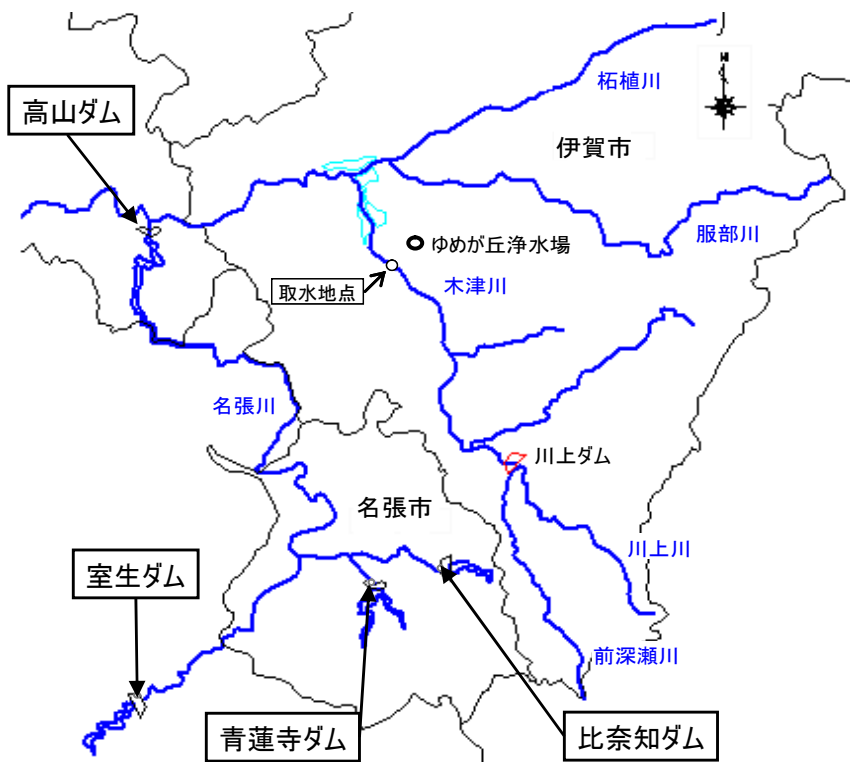 柘植川
高山ダム
伊賀市
服部川
ゆめが丘浄水場
取水地点
木津川
名張川
川上ダム
名張市
川上川
室生ダム
前深瀬川
青蓮寺ダム
比奈知ダム